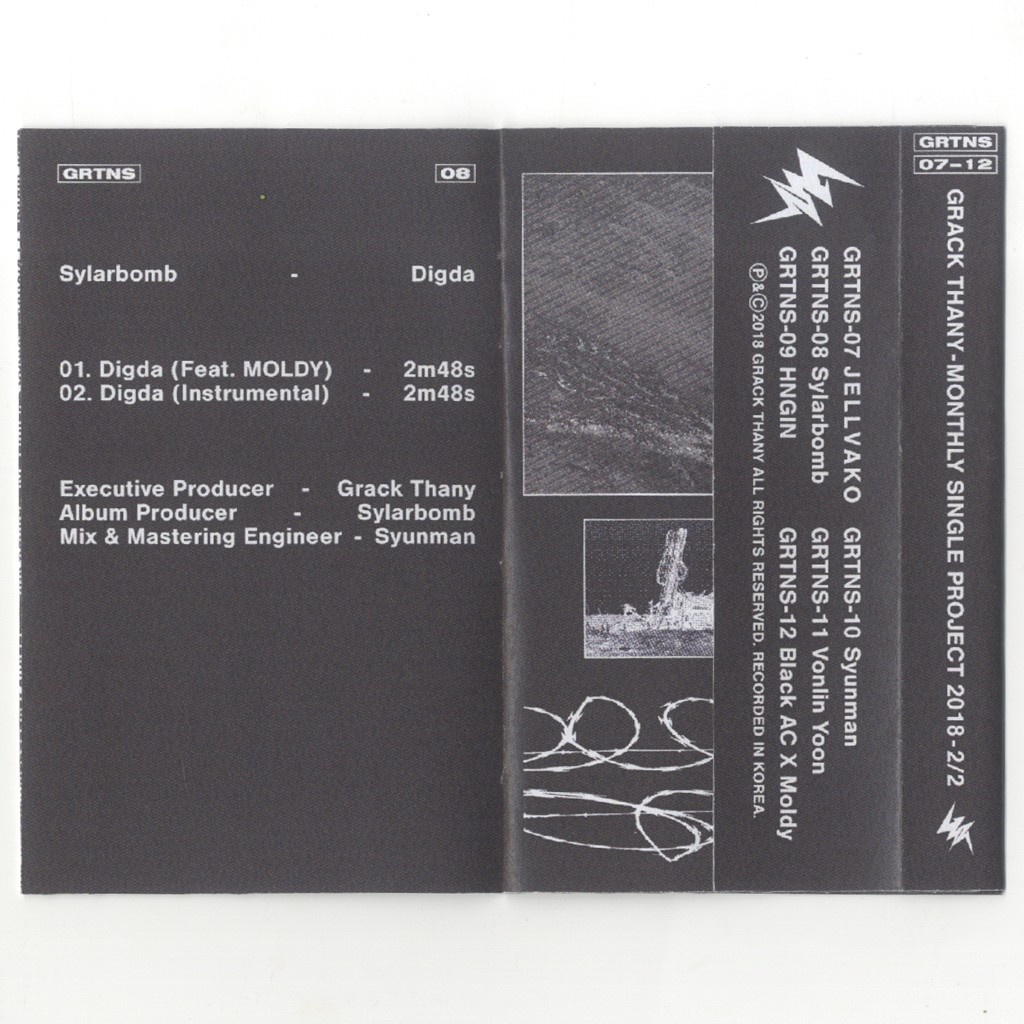 GRTNS 08
Sylarbomb - Digda
01. Digda (Feat. MOLDY) - 2m48s
02. Digda (Instrumental) - 2m48s
Executive Producer - Grack Thany
Album Producer - Sylarbomb
Mix & Mastering Engineer - Syunman
GRTNS-07 JELLVAKO GRTNS-10 Syunman
GRTNS-08 Sylarbomb GRTNS-11 Vonlin Yoon
GRTNS-09 HNGIN GRTNS-12 Black AC X Moldy
Ⓟ&©2018 GRACK THANY ALL RIGHTS RESERVED. RECORDED IN KOREA.
GRTNS
07-12
GRACK THANY-MONTHLY SINGLE PROJECT 2018-2/2